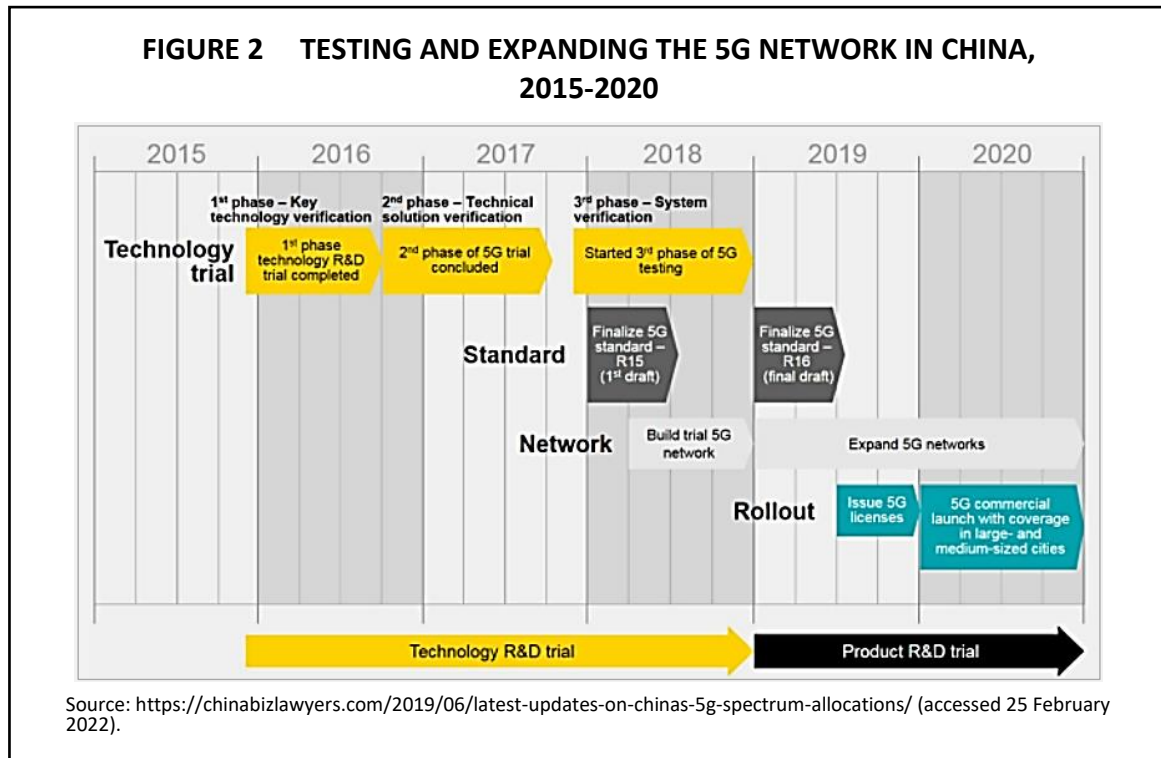 FIGURE 2 TESTING AND EXPANDING THE 5G NETWORK IN CHINA,
2015-2020
2015 2016 2017 2018 2019 2020
1st phase – Key
technology verification
2nd phase – Technical
solution verification
3rd phase – System
verification
Technology
trial
1st phase
technology R&D
trial completed
2nd phase of 5G trial
concluded
Started 3rd phase of 5G
testing
Standard
Finalize 5G
standard –
R15
(1st draft)
Finalize 5G
standard –
R16
(final draft)
Network
Build trial 5G
network
Expand 5G networks
Rollout
Issue 5G
licenses
5G commercial
launch with coverage
in large- and
medium-sized cities
Technology R&D trial
Product R&D trial
Source: https://chinabizlawyers.com/2019/06/latest-updates-on-chinas-5g-spectrum-allocations/ (accessed 25 February
2022).